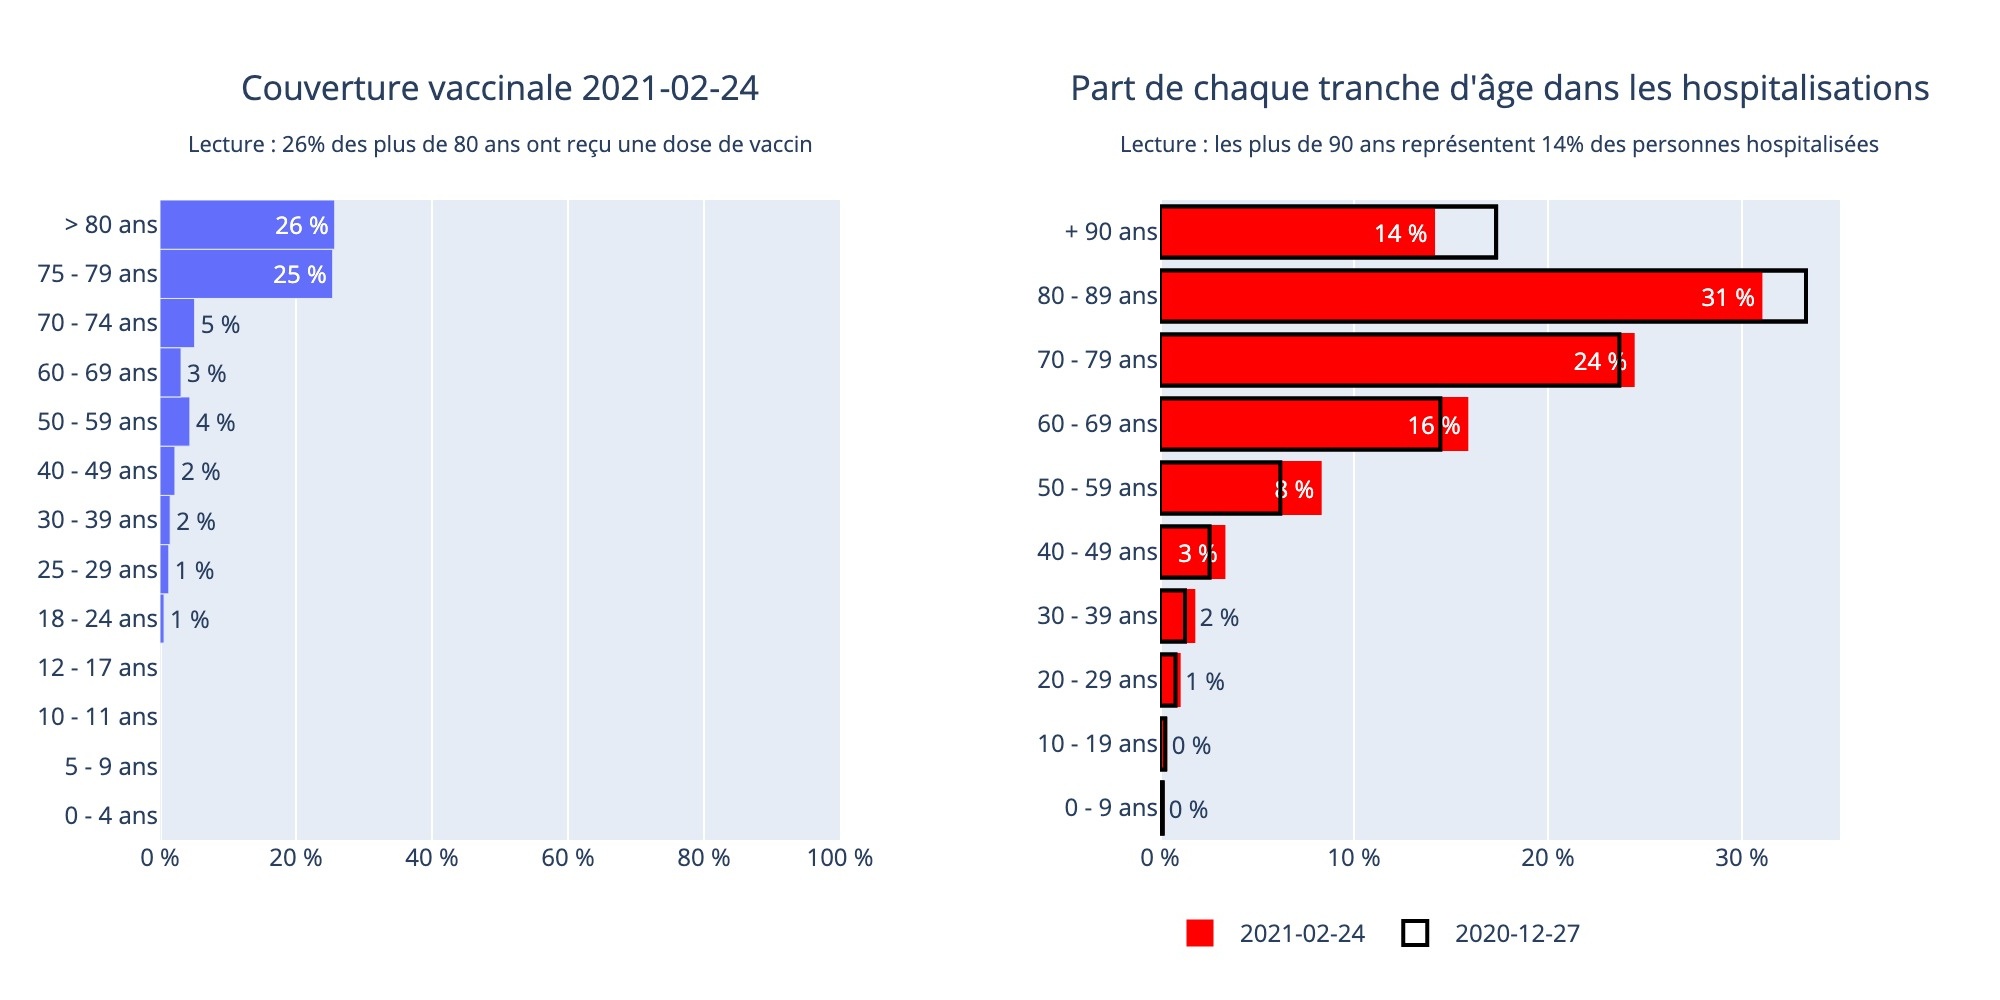 Couverture vaccinale 2021-02-24
Lecture : 26% des plus de 80 ans ont reçu une dose de vaccin
> 80 ans 26 %
75 - 79 ans 25 %
70 - 74 ans 5 %
60 - 69 ans 3 %
50 - 59 ans 4 %
40 - 49 ans 2 %
30 - 39 ans 2 %
25 - 29 ans 1 %
18 - 24 ans 1 %
12 - 17 ans
10 - 11 ans
5 - 9 ans
0 - 4 ans
0 % 20 % 40 % 60 % 80 % 100 %
Part de chaque tranche d'âge dans les hospitalisations
Lecture : les plus de 90 ans représentent 14% des personnes hospitalisées
+ 90 ans 14 %
80 - 89 ans 31 %
70 - 79 ans 24 %
60 - 69 ans 16 %
50 - 59 ans 8 %
40 - 49 ans 3 %
30 - 39 ans 2 %
20 - 29 ans 1 %
10 - 19 ans 0 %
0 - 9 ans 0 %
0 % 10 % 20 % 30 %
2021-02-24 2020-12-27